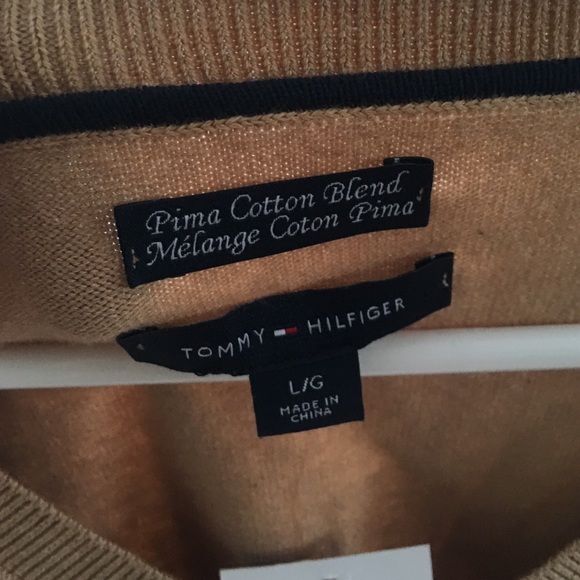 Pima Cotton Blend
Mélange Coton Pima
TOMMY HILFIGER
L/G
MADE IN
CHINA